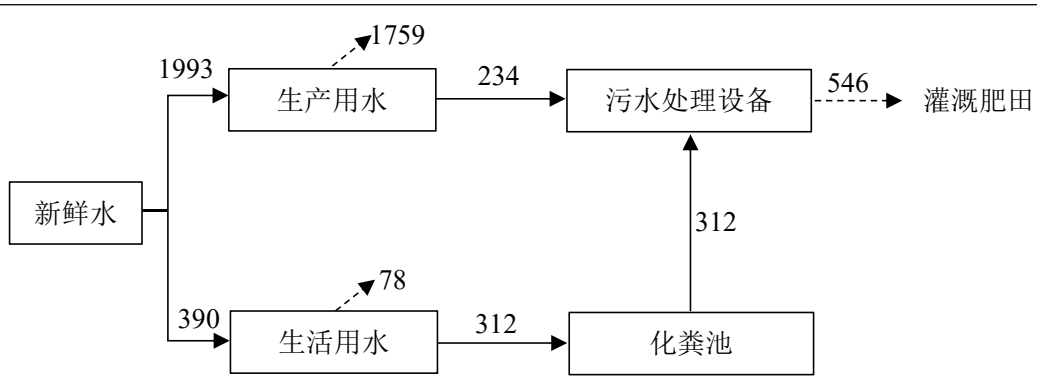 1759
1993
生产用水
234
污水处理设备
546
灌溉肥田
新鲜水
312
78
390
生活用水
312
化粪池